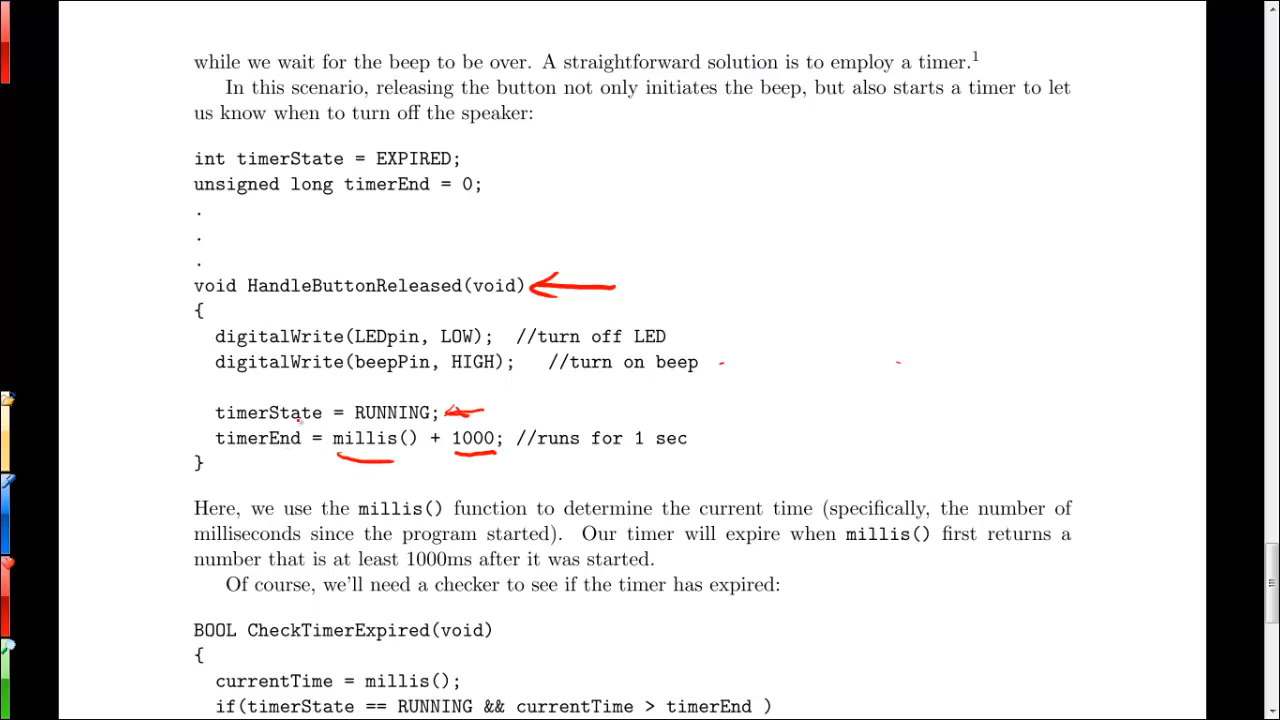 while we wait for the beep to be over. A straightforward solution is to employ a timer.1
In this scenario, releasing the button not only initiates the beep, but also starts a timer to let
us know when to turn off the speaker:
int timerState = EXPIRED;
unsigned long timerEnd = 0;
.
.
.
void HandleButtonReleased(void)
{
digitalWrite(LEDpin, LOW); //turn off LED
digitalWrite(beepPin, HIGH); //turn on beep
timerState = RUNNING;
timerEnd = millis() + 1000; //runs for 1 sec
}
Here, we use the millis() function to determine the current time (specifically, the number of
milliseconds since the program started). Our timer will expire when millis() first returns a
number that is at least 1000ms after it was started.
Of course, we'll need a checker to see if the timer has expired:
BOOL CheckTimerExpired(void)
{
currentTime = millis();
if(timerState == RUNNING && currentTime > timerEnd )